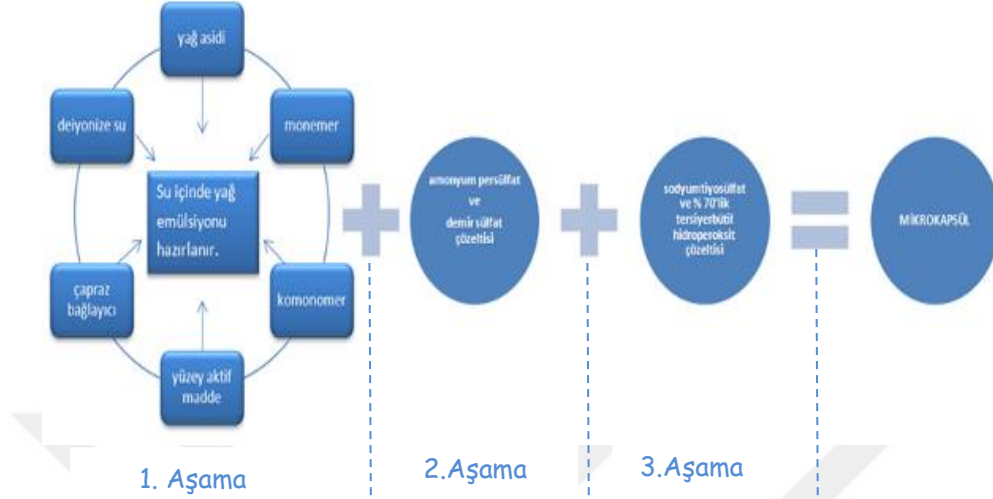 yağ asidi
deiyonize su
monemer
Su içinde yağ
emülsiyonu
hazırlanır.
çapraz
bağlayıcı
komonomer
yüzey aktif
madde
amonyum persülfat
ve
demir sülfat
çözeltisi
sodyumtiyosülfat
ve % 70'lik
tersiyerbütil
hidroperoksit
çözeltisi
MİKROKAPSÜL
1. Aşama
2.Aşama
3.Aşama